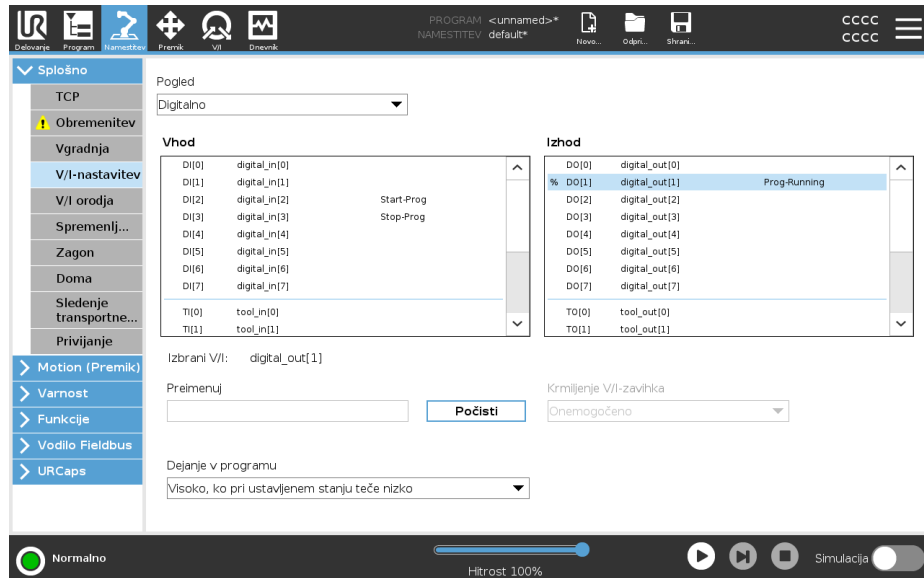 PROGRAM <unnamed>*
NAMESTITEV default*
CCCC
CCCC
Delovanje Program Namestitev Premik V/I Dnevnik Novo... Odpri... Shrani...
Splošno
TCP
Obremenitev
Vgradnja
V/I-nastavitev
V/I orodja
Spremenlj...
Zagon
Doma
Sledenje
transportne...
Privijanje
Motion (Premik)
Varnost
Funkcije
Vodilo Fieldbus
URCaps
Pogled
Digitalno
Vhod
DI[0] digital_in[0]
DI[1] digital_in[1]
DI[2] digital_in[2] Start-Prog
DI[3] digital_in[3] Stop-Prog
DI[4] digital_in[4]
DI[5] digital_in[5]
DI[6] digital_in[6]
DI[7] digital_in[7]
TI[0] tool_in[0]
TI[1] tool_in[1]
Izhod
DO[0] digital_out[0]
% DO[1] digital_out[1] Prog-Running
DO[2] digital_out[2]
DO[3] digital_out[3]
DO[4] digital_out[4]
DO[5] digital_out[5]
DO[6] digital_out[6]
DO[7] digital_out[7]
TO[0] tool_out[0]
TO[1] tool_out[1]
Izbrani V/I: digital_out[1]
Preimenuj
Počisti
Krmiljenje V/I-zavihka
Onemogočeno
Dejanje v programu
Visoko, ko pri ustavljenem stanju teče nizko
Normalno
Hitrost 100%
Simulacija